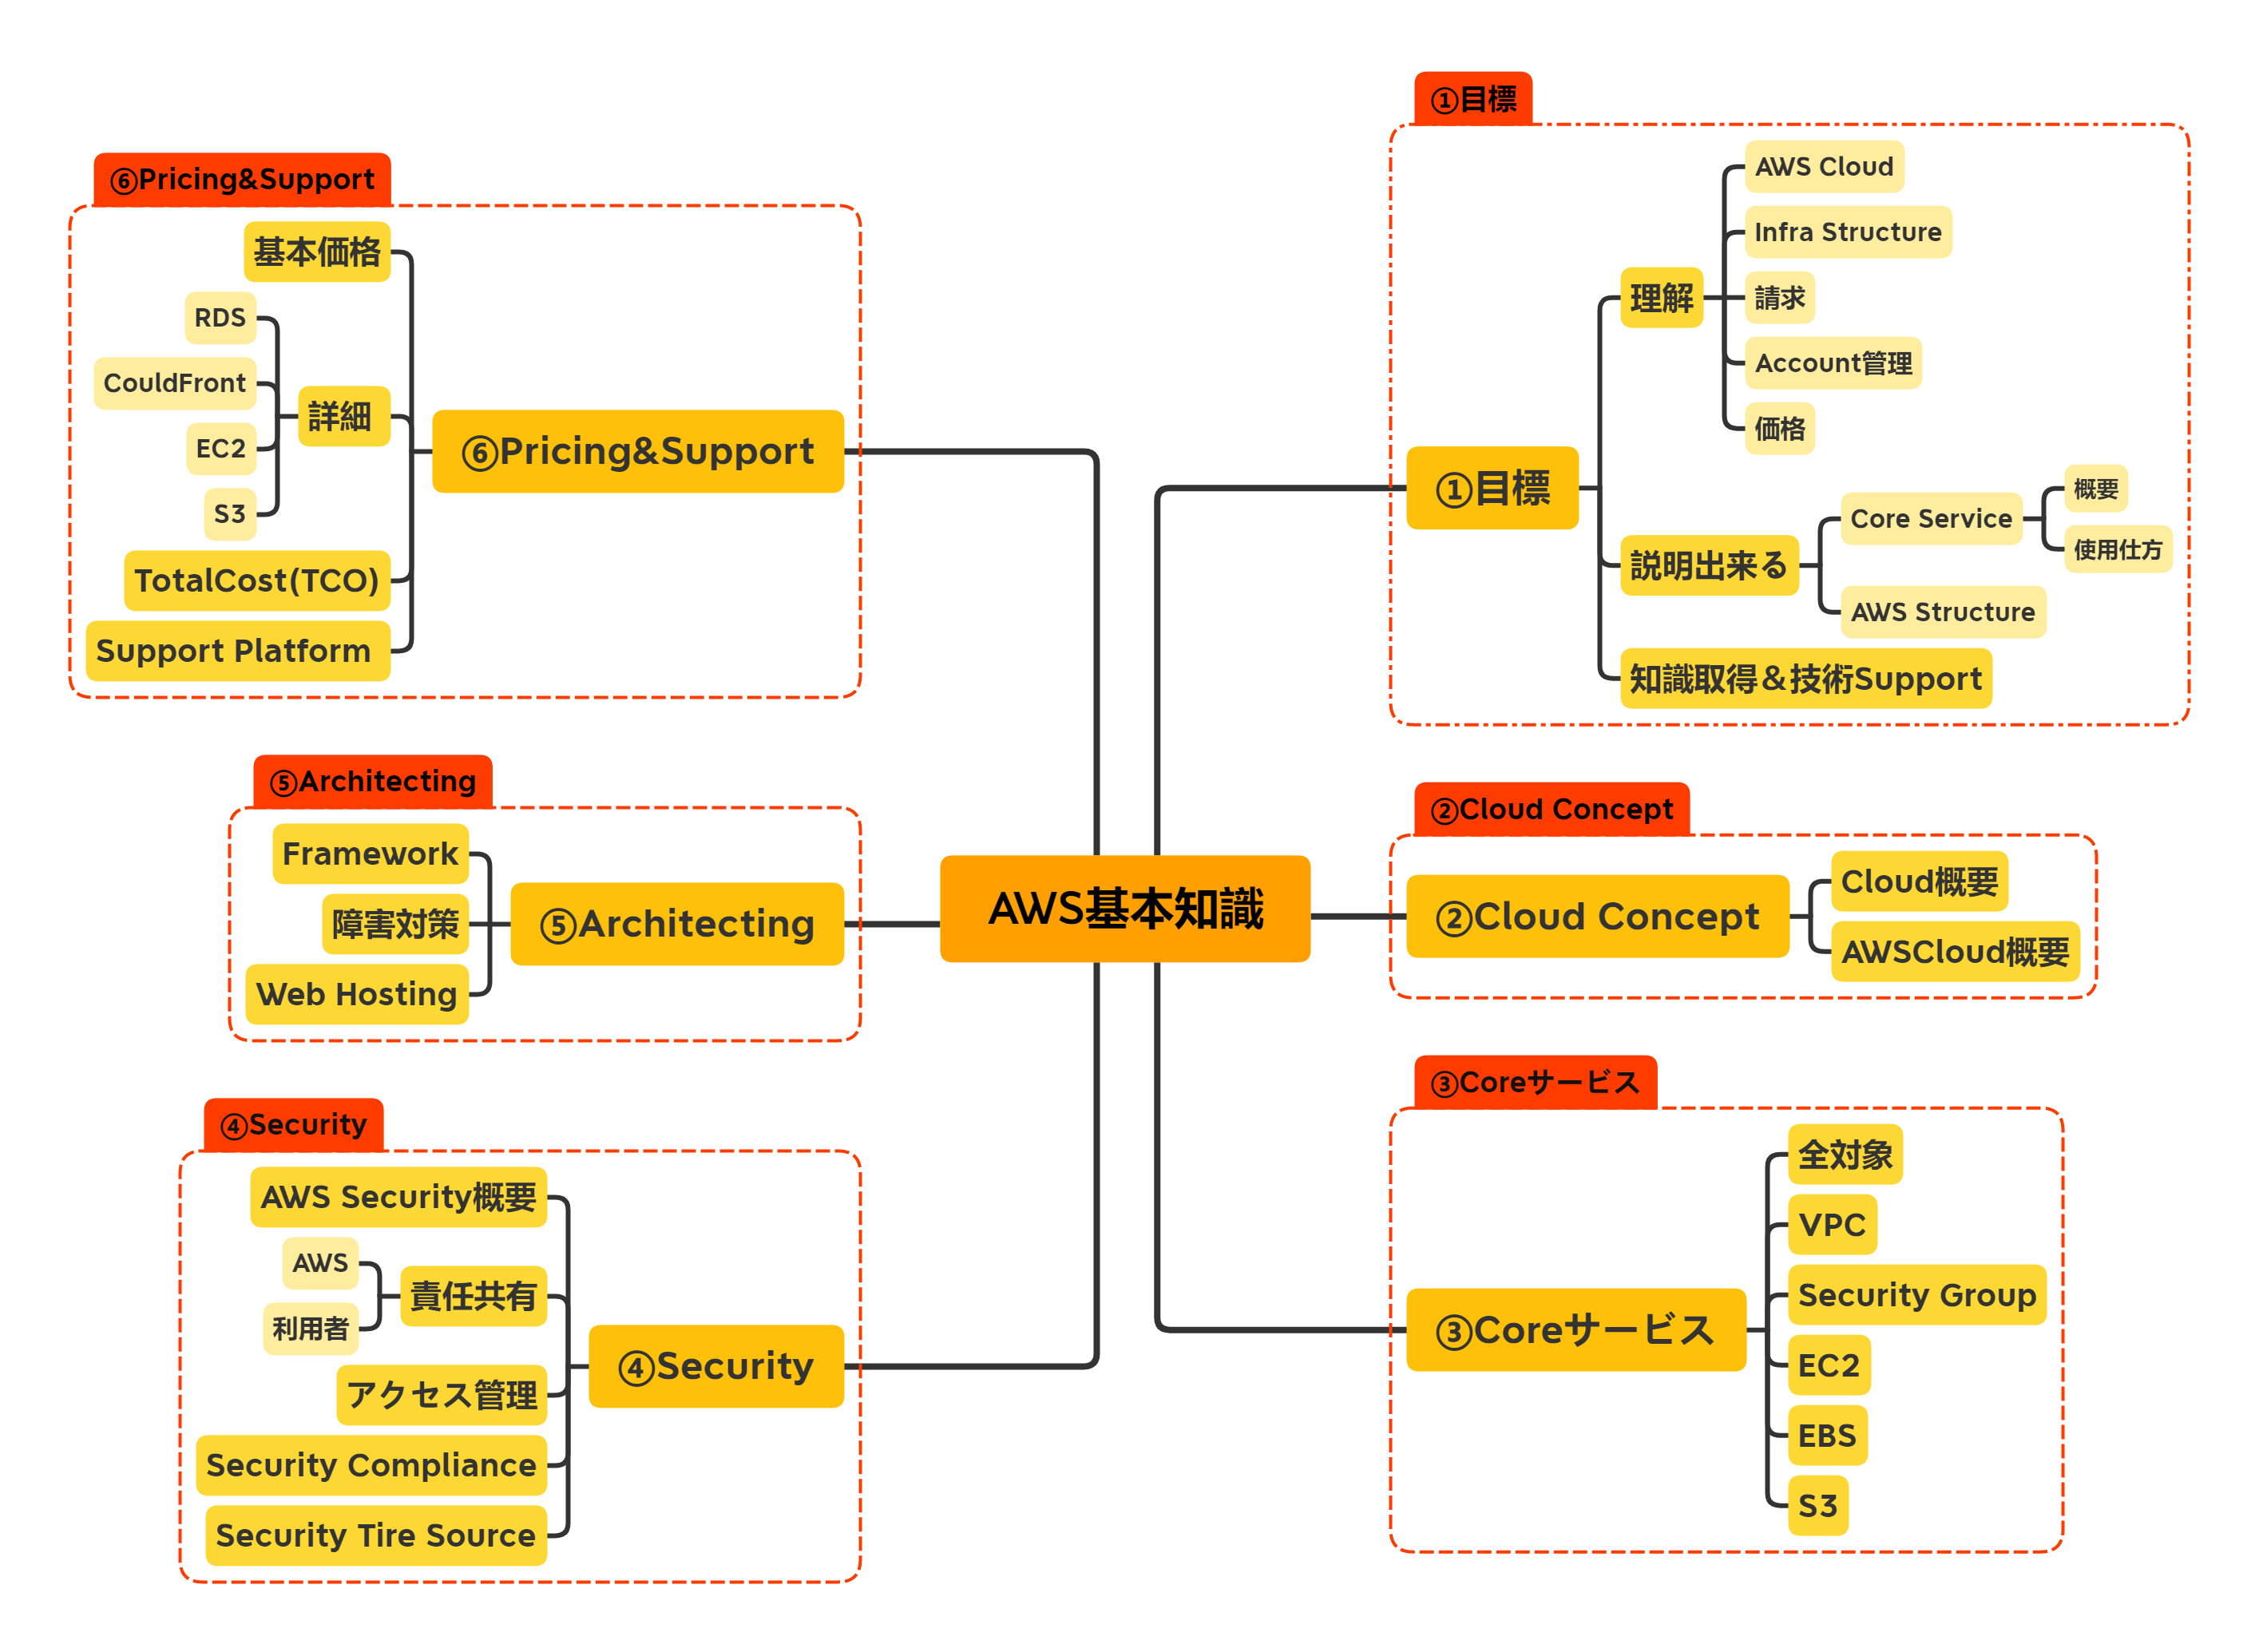 AWS基本知識
①目標
①目標
理解
AWS Cloud
Infra Structure
請求
Account管理
価格
説明出来る
Core Service
概要
使用仕方
AWS Structure
知識取得＆技術Support
②Cloud Concept
②Cloud Concept
Cloud概要
AWSCloud概要
③Coreサービス
③Coreサービス
全対象
VPC
Security Group
EC2
EBS
S3
④Security
④Security
AWS Security概要
責任共有
AWS
利用者
アクセス管理
Security Compliance
Security Tire Source
⑤Architecting
⑤Architecting
Framework
障害対策
Web Hosting
⑥Pricing&Support
⑥Pricing&Support
基本価格
詳細
RDS
CouldFront
EC2
S3
TotalCost(TCO)
Support Platform